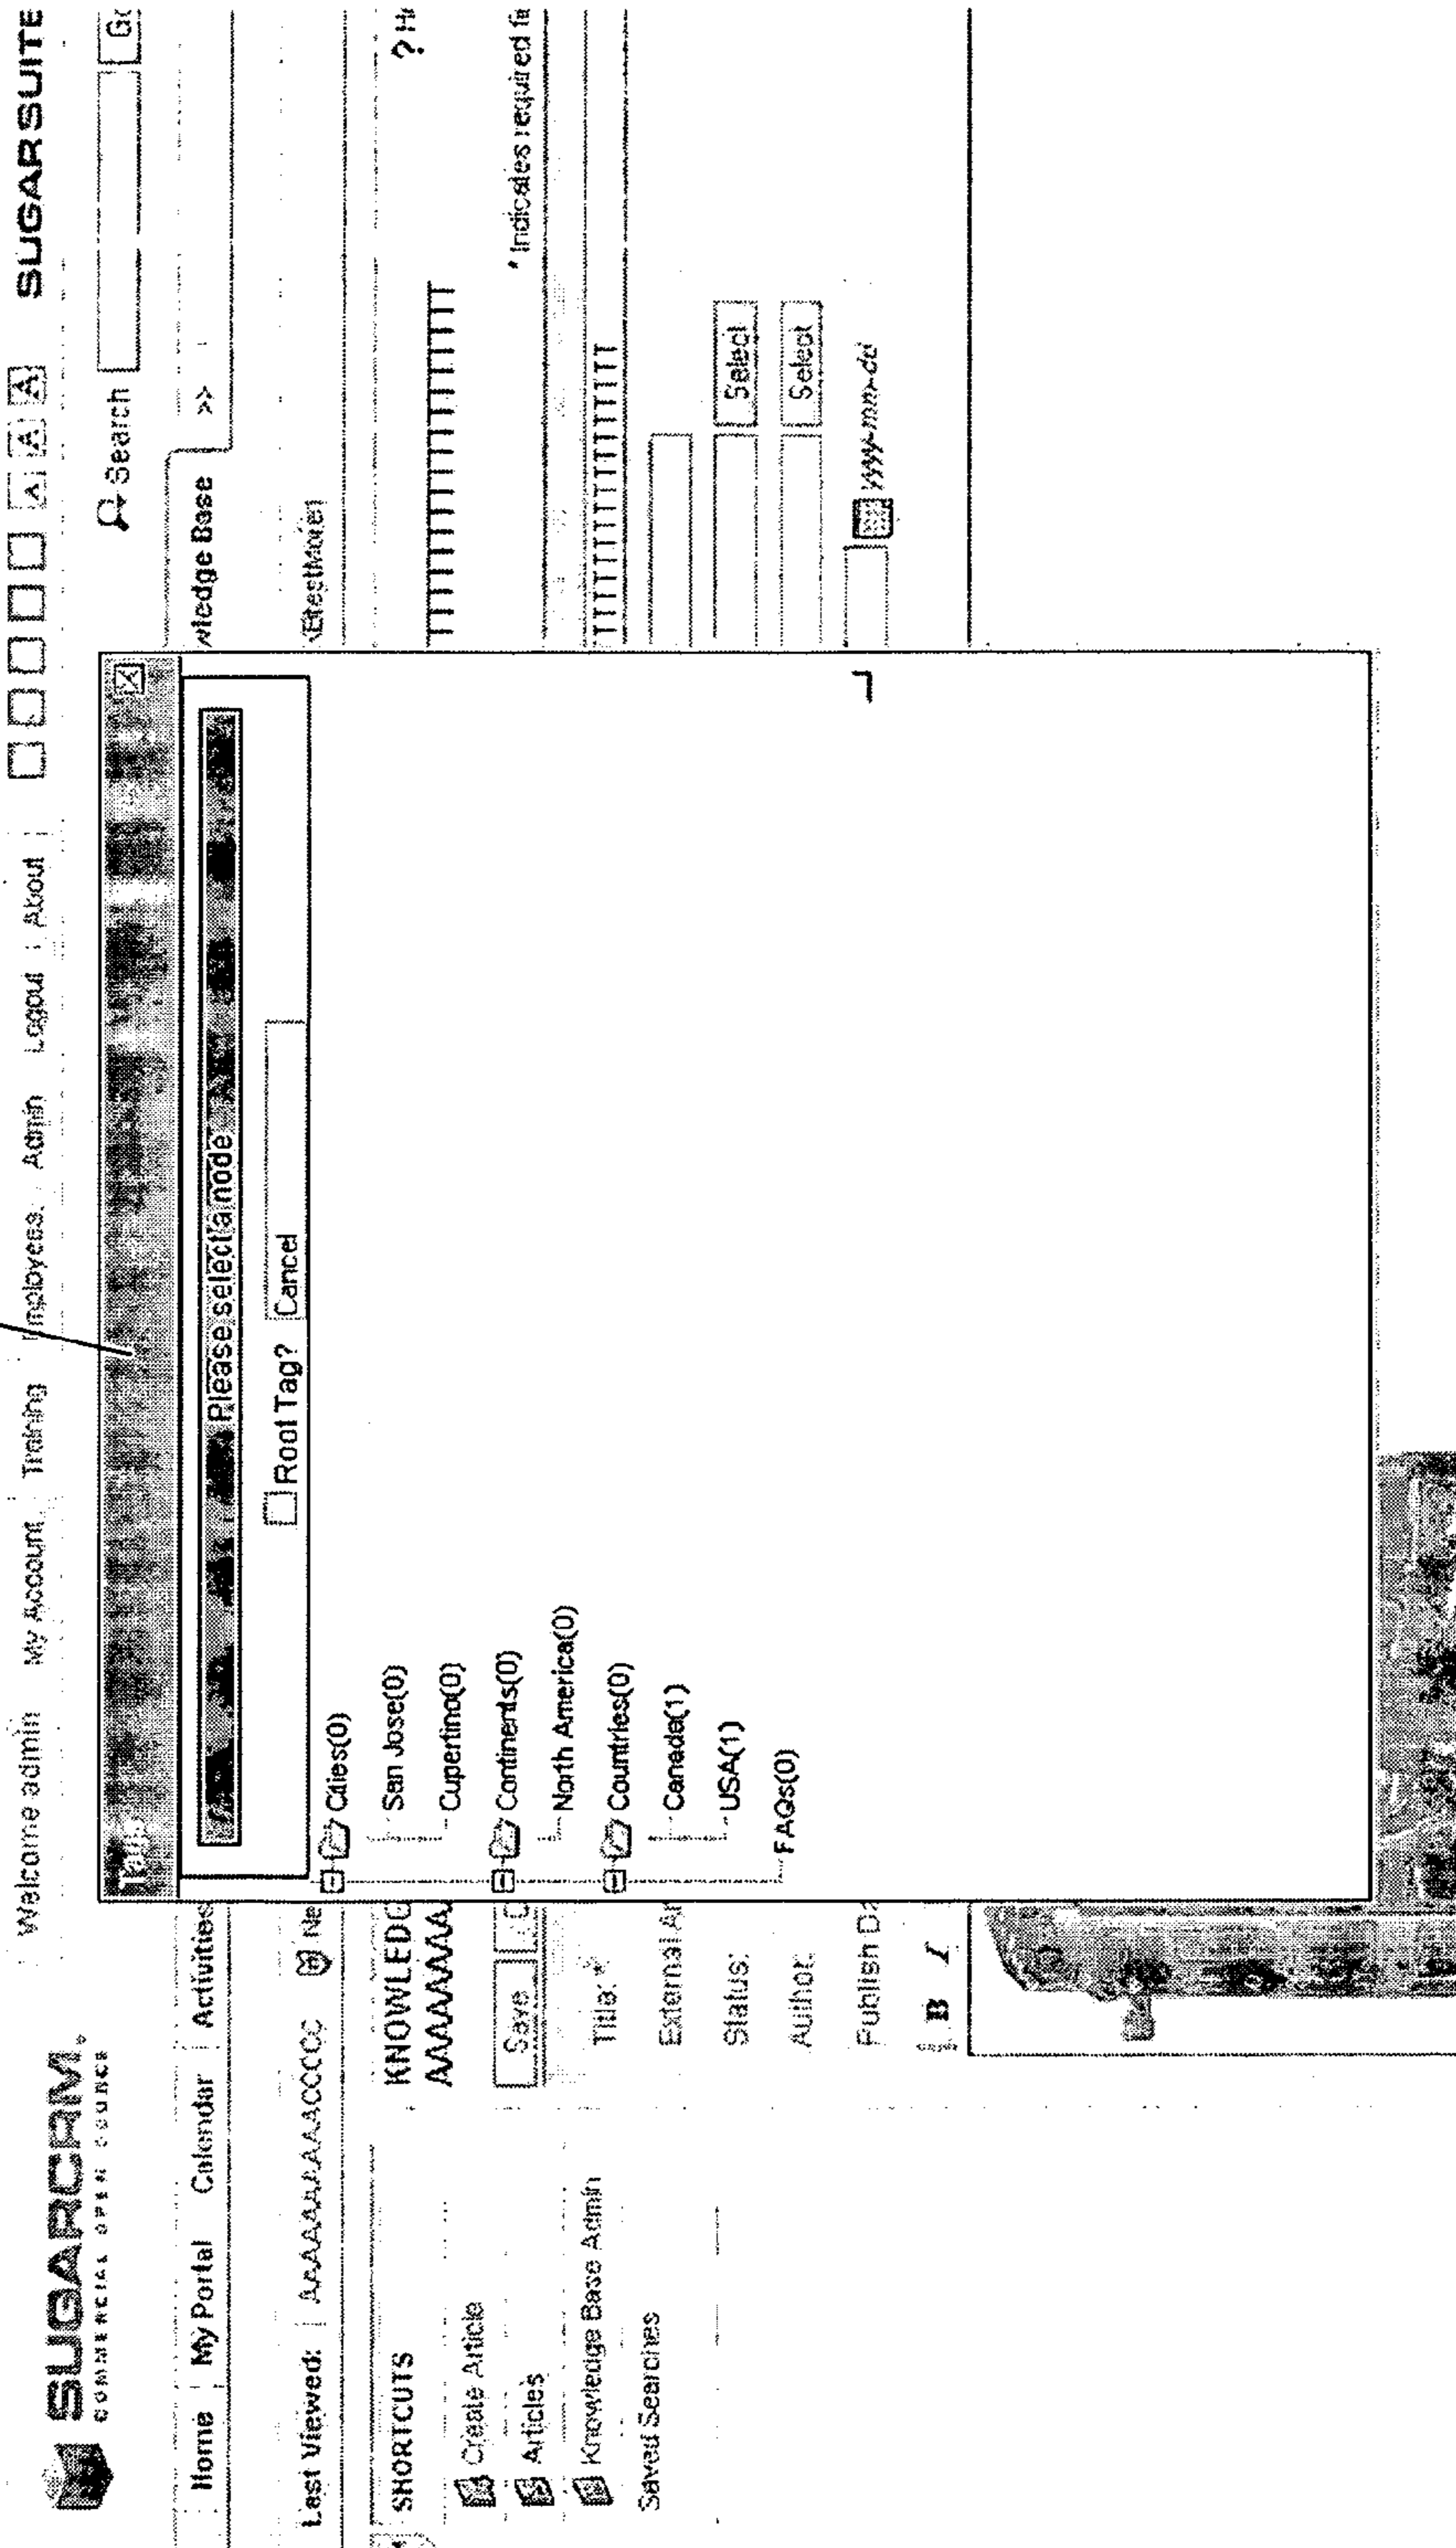 SUGARCRM.
COMMERCIAL OPEN SOURCE
Welcome admin My Account Training Employees Admin Logout About
A A A SUGARSUITE
Search
Home My Portal Calendar Activities
wledge Base >>
Last Viewed:
SHORTCUTS
Create Article
Articles
Knowledge Base Admin
Saved Searches
KNOWLEDG
? H
* Indicates required fi
Save
Title:*
External Ar
Status: Select
Author: Select
Publish Da yyyy-mm-dd
B I
Tags X
Please select a node
Root Tag? Cancel
Cities(0)
San Jose(0)
Cupertino(0)
Continents(0)
North America(0)
Countries(0)
Canada(1)
USA(1)
FAQs(0)